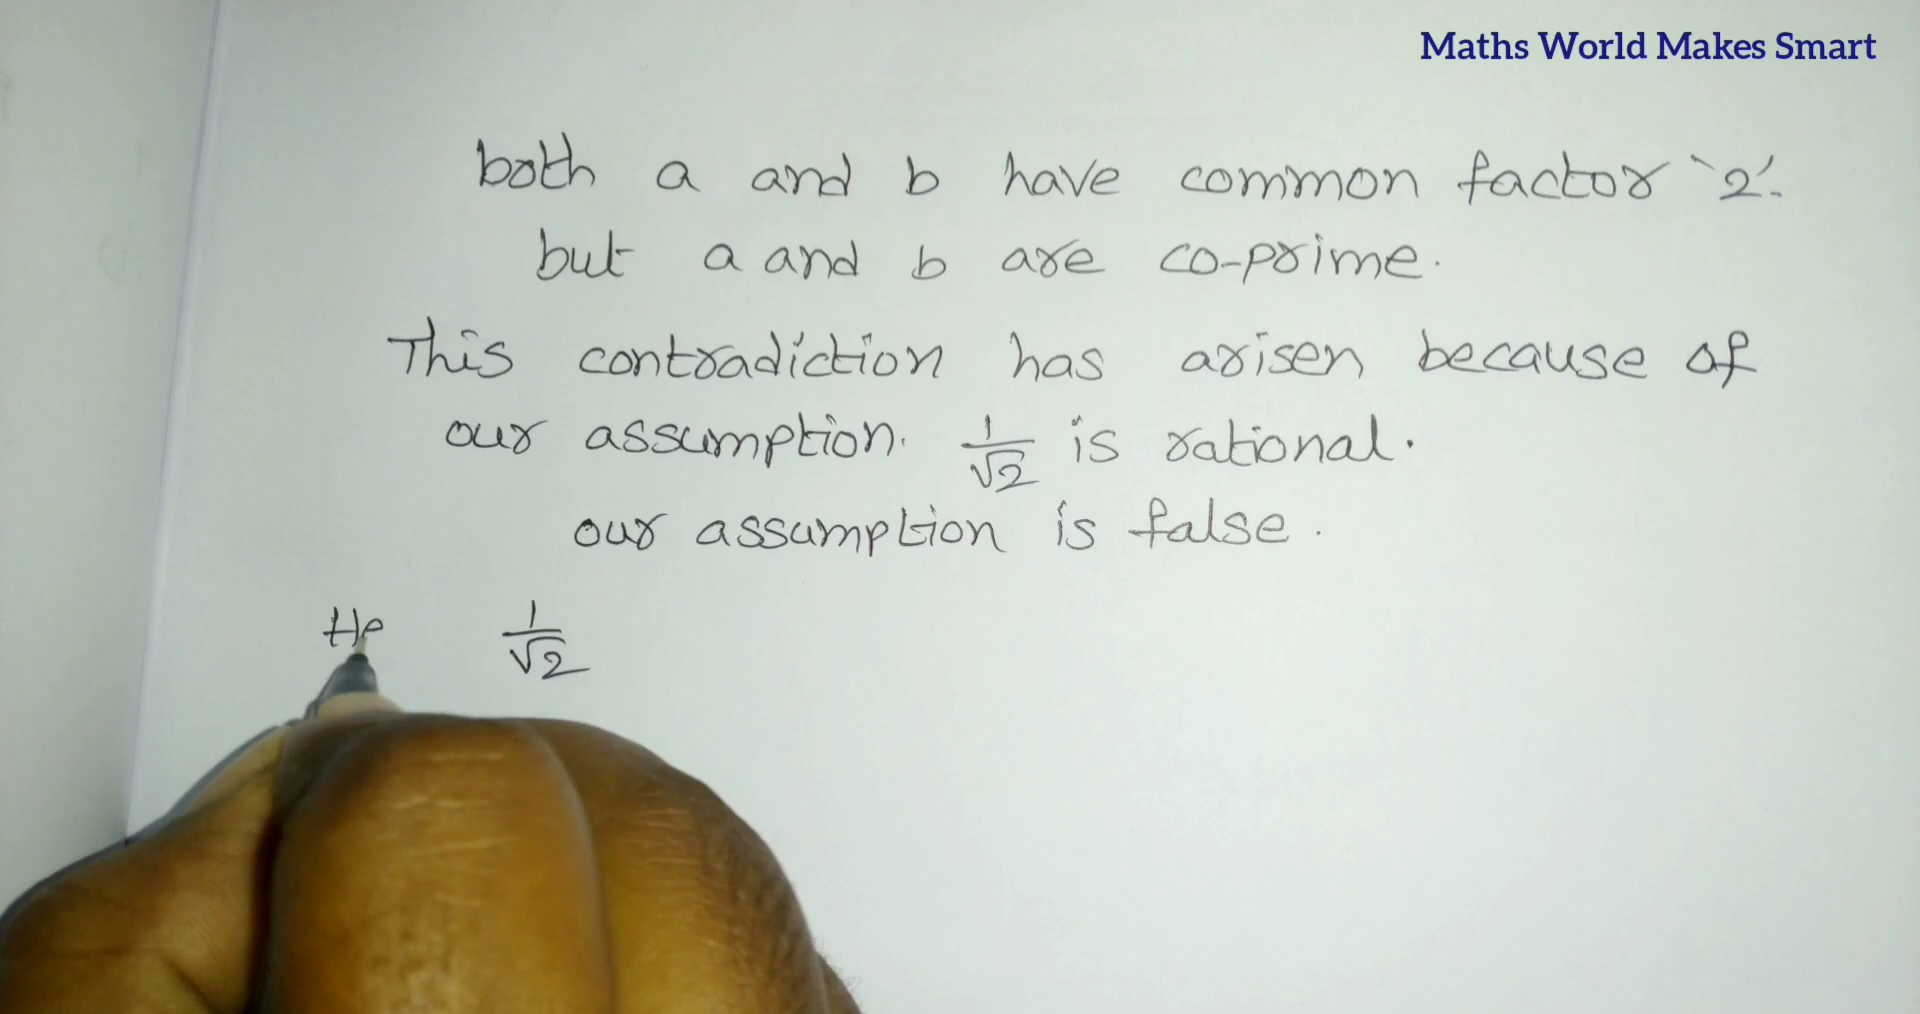 Maths World Makes Smart
both a and b have common factor `2'.
but a and b are co-prime.
This contradiction has arisen because of
our assumption. 1/√2 is rational.
our assumption is false.
He 1/√2